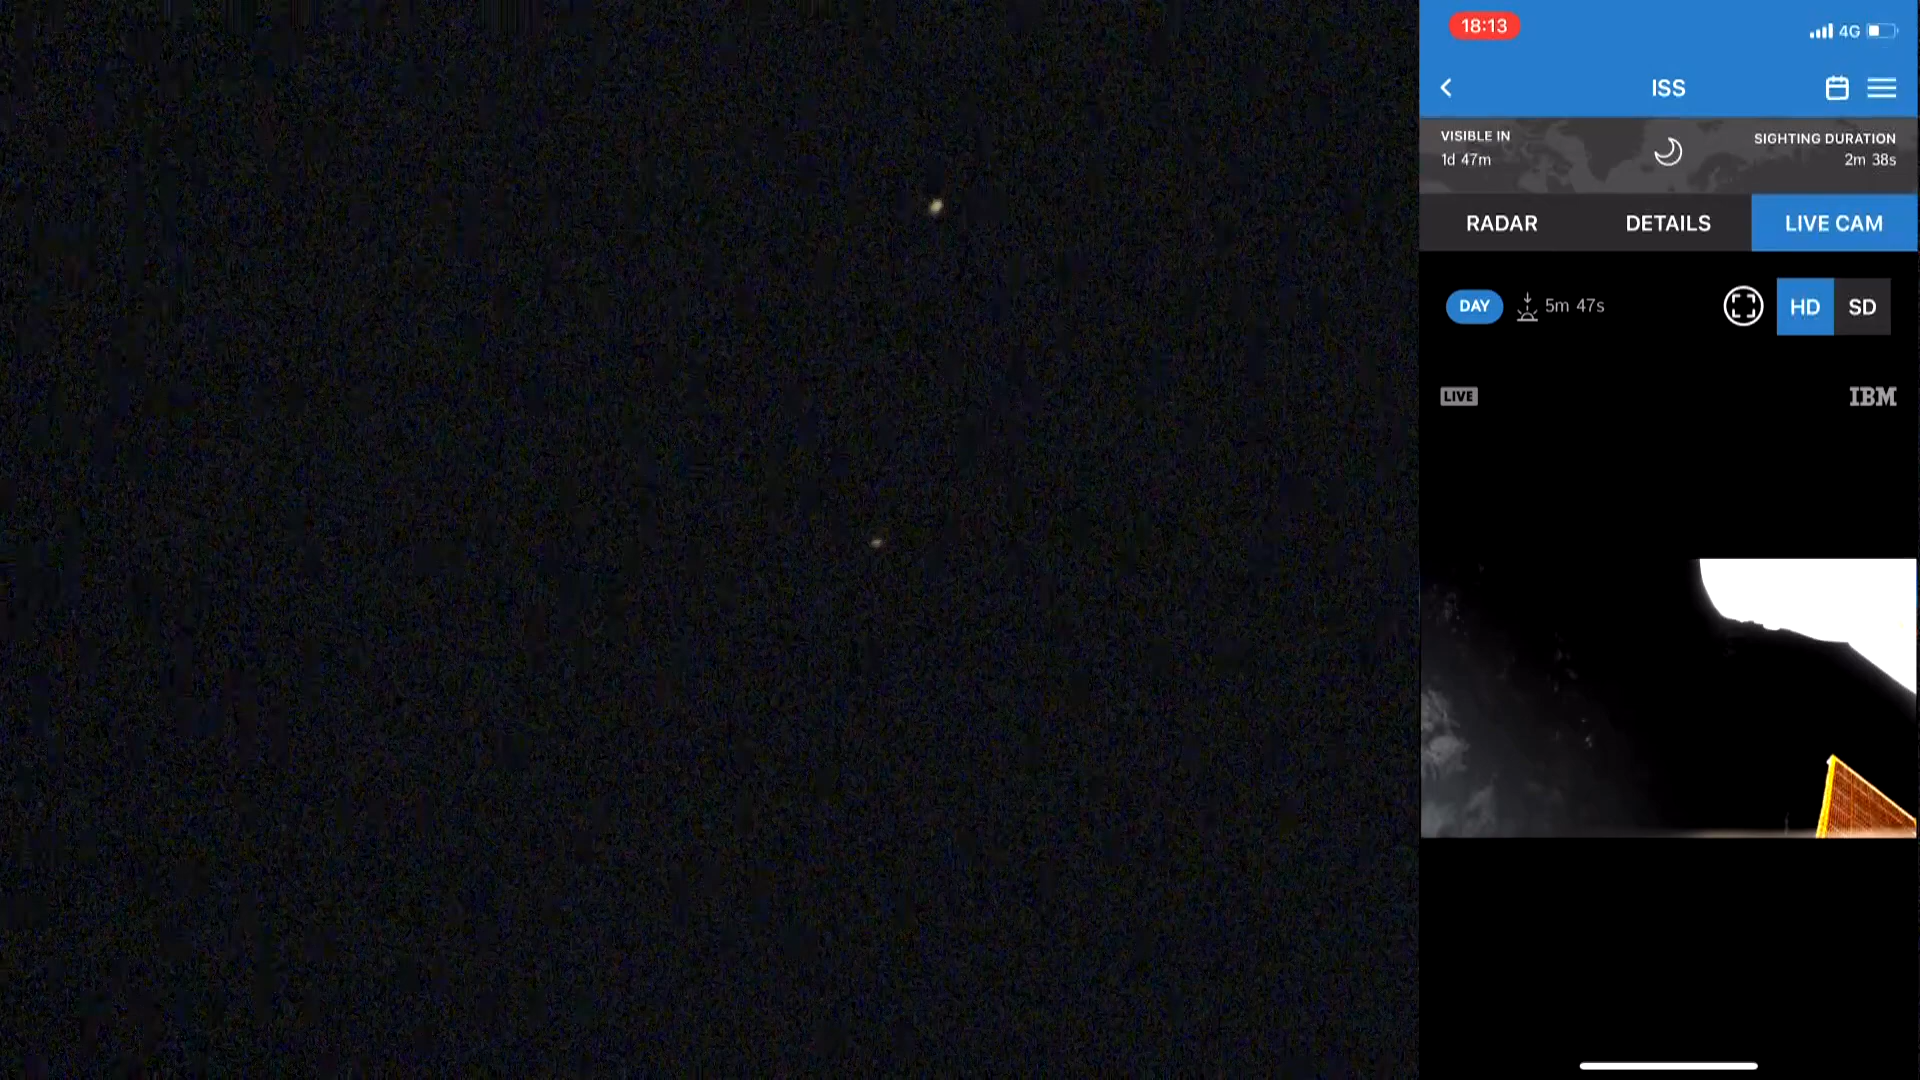 18:13
4G
ISS
VISIBLE IN
1d 47m
SIGHTING DURATION
2m 38s
RADAR
DETAILS
LIVE CAM
DAY
5m 47s
HD
SD
LIVE
IBM